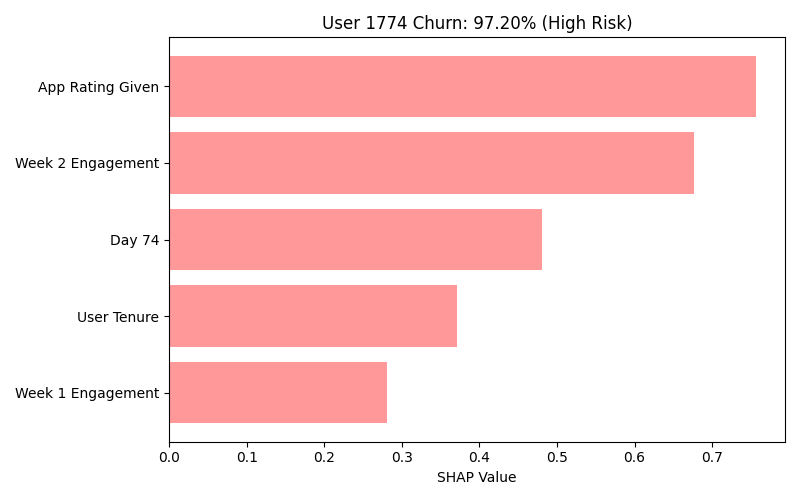 User 1774 Churn: 97.20% (High Risk)
App Rating Given
Week 2 Engagement
Day 74
User Tenure
Week 1 Engagement
0.0 0.1 0.2 0.3 0.4 0.5 0.6 0.7
SHAP Value